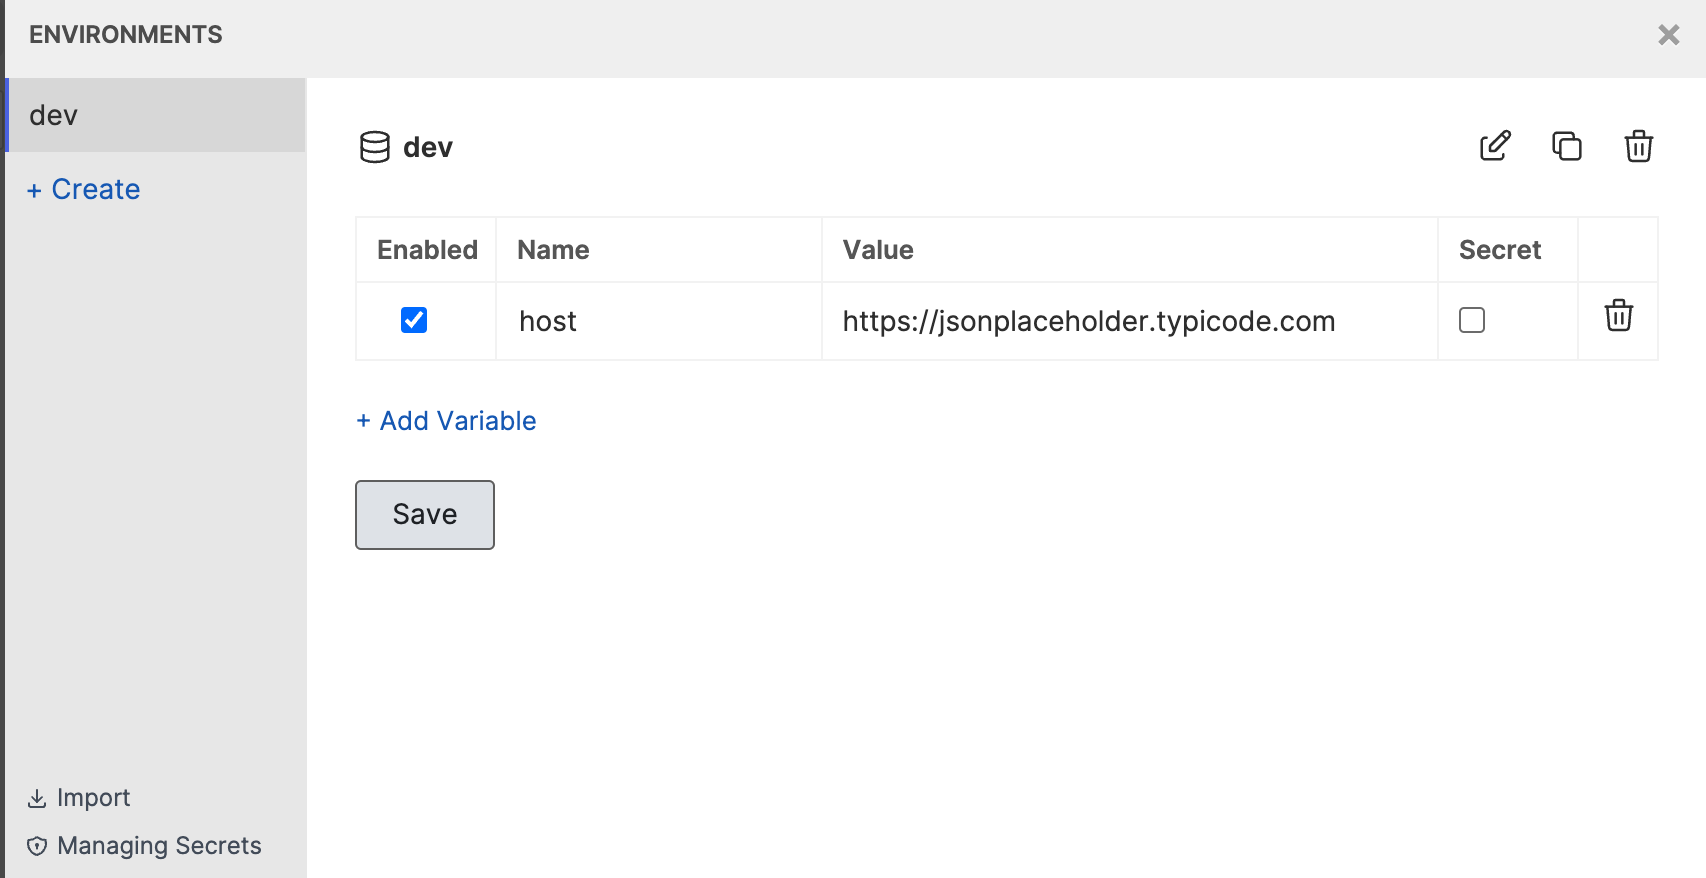 ENVIRONMENTS
dev
+ Create
dev
Enabled Name Value Secret
host https://jsonplaceholder.typicode.com
+ Add Variable
Save
Import
Managing Secrets